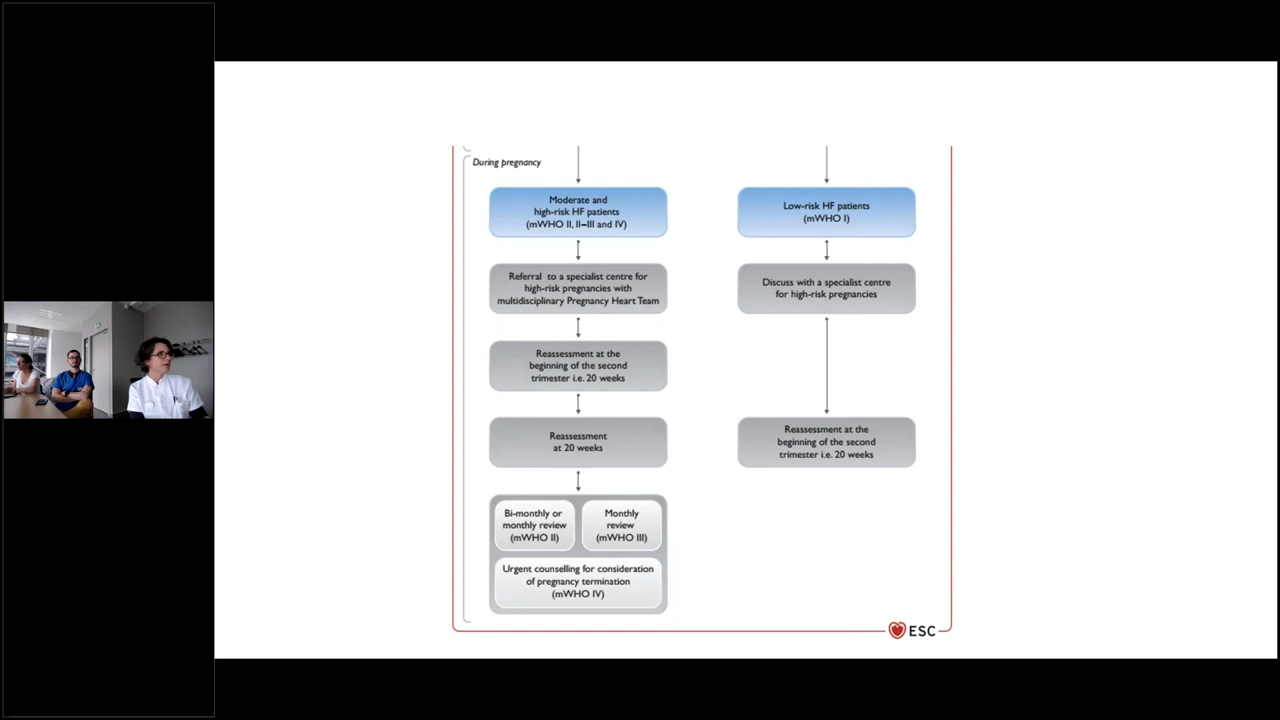 During pregnancy
Moderate and
high-risk HF patients
(mWHO II, II–III and IV)
Referral to a specialist centre for
high-risk pregnancies with
multidisciplinary Pregnancy Heart Team
Reassessment at the
beginning of the second
trimester i.e. 20 weeks
Reassessment
at 20 weeks
Bi-monthly or
monthly review
(mWHO II)
Monthly
review
(mWHO III)
Urgent counselling for consideration
of pregnancy termination
(mWHO IV)
Low-risk HF patients
(mWHO I)
Discuss with a specialist centre
for high-risk pregnancies
Reassessment at the
beginning of the second
trimester i.e. 20 weeks
ESC